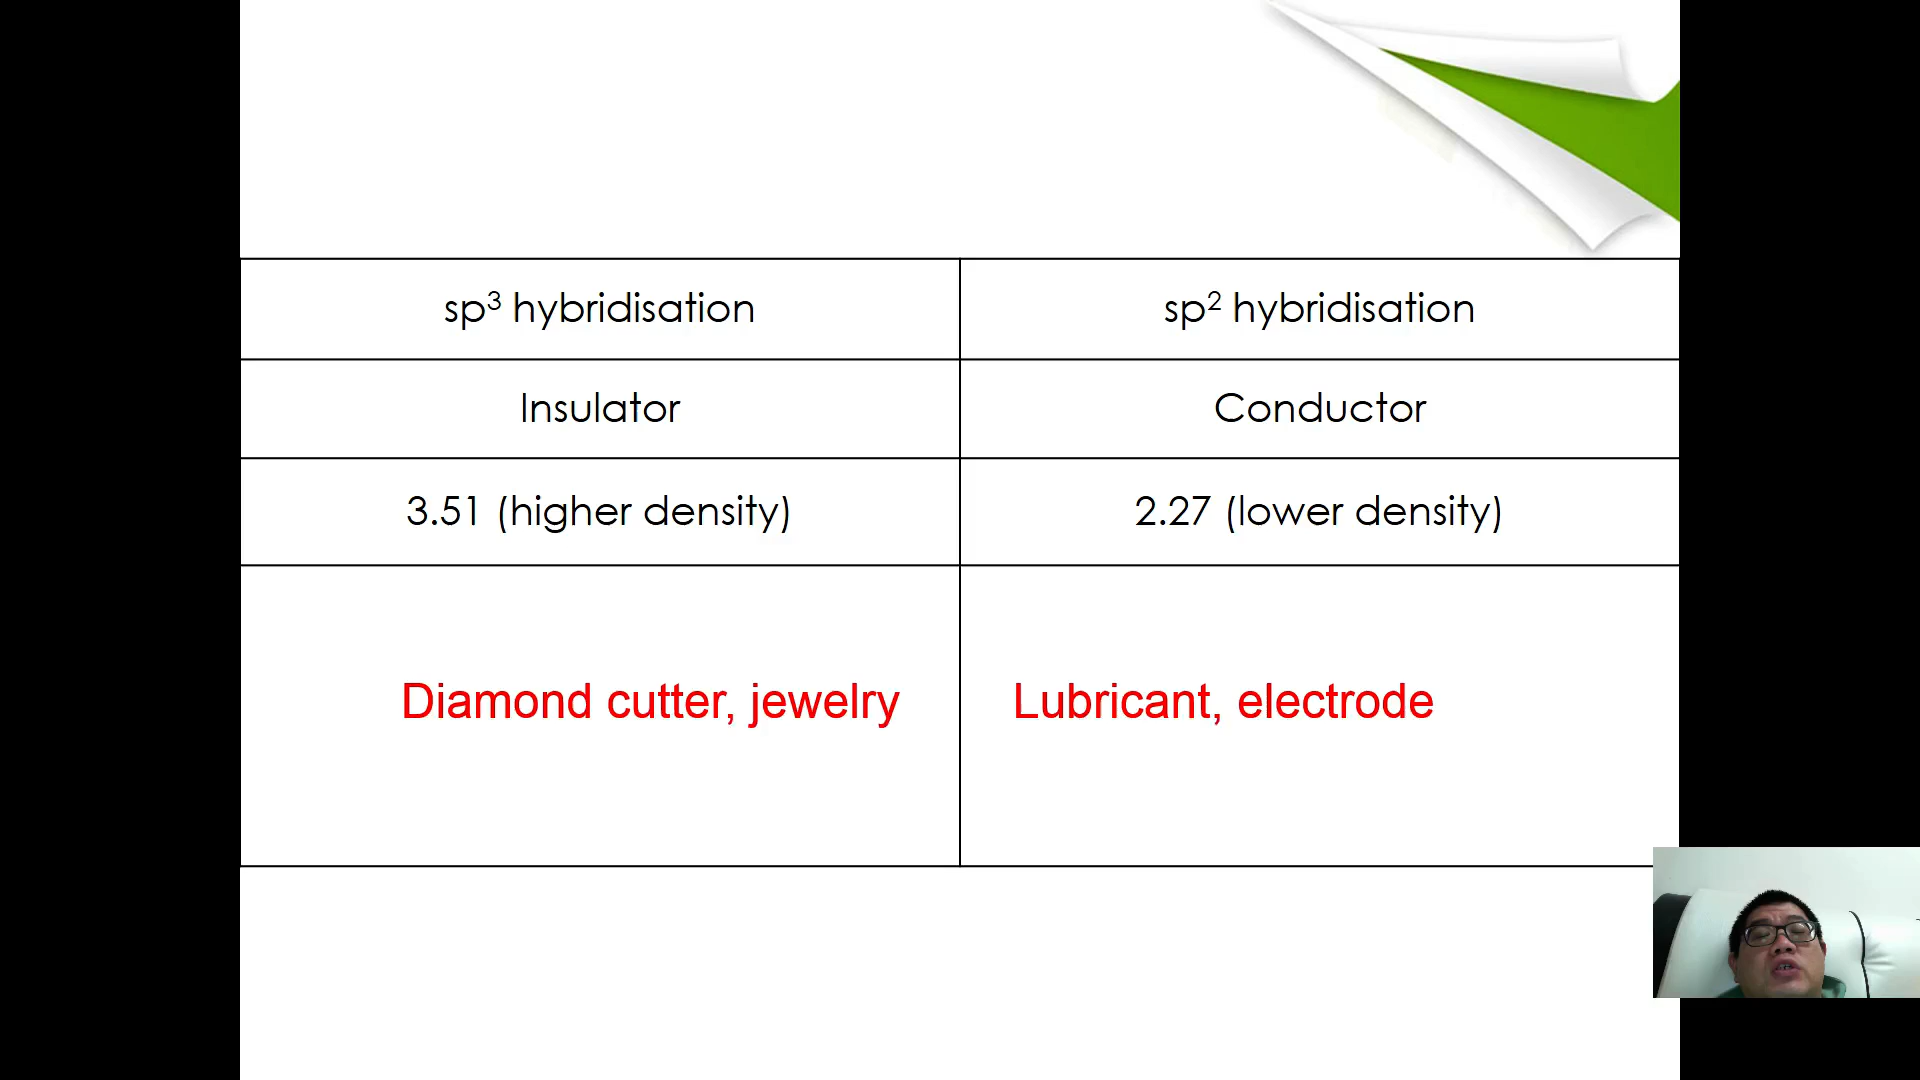 sp³ hybridisation
sp² hybridisation
Insulator
Conductor
3.51 (higher density)
2.27 (lower density)
Diamond cutter, jewelry
Lubricant, electrode